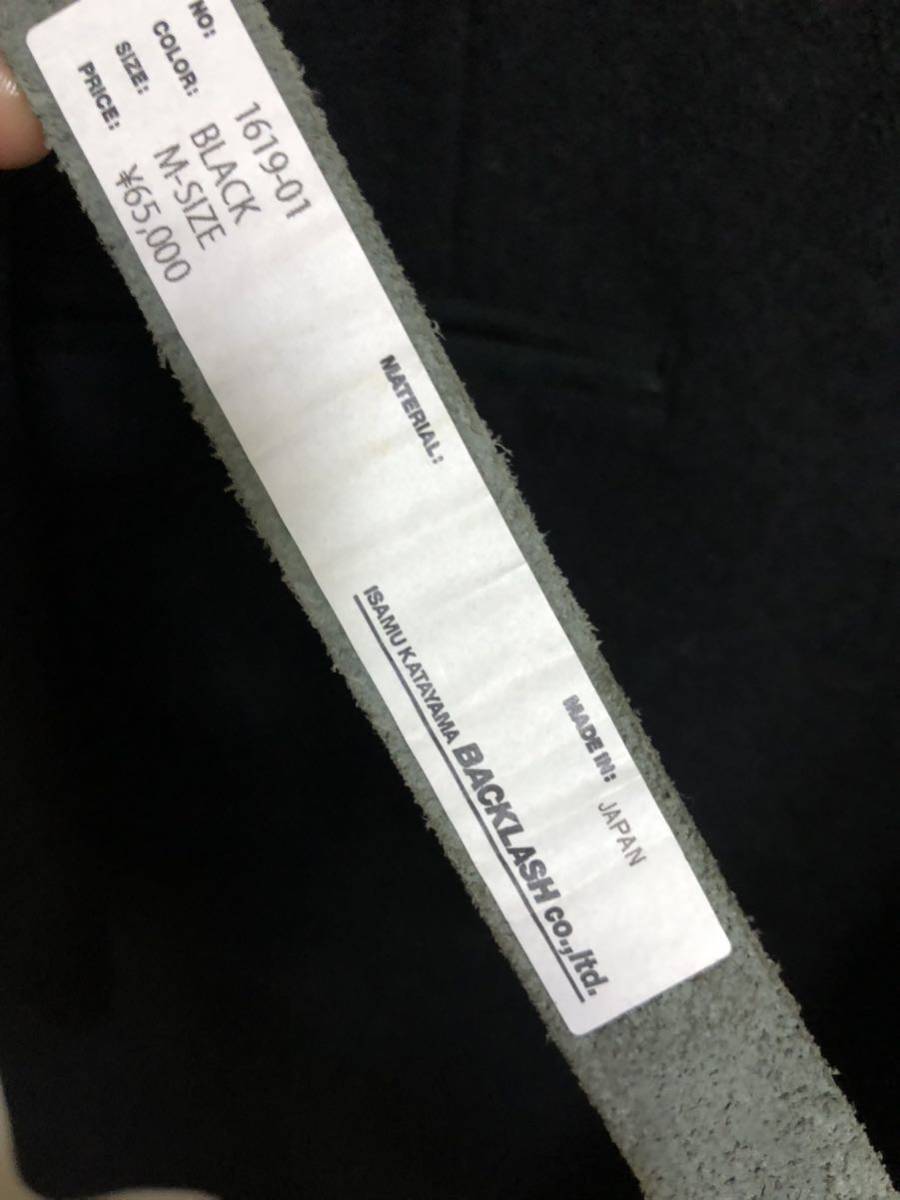 NO: 1619-01
COLOR: BLACK
SIZE: M-SIZE
PRICE: ¥65,000
MATERIAL:
MADE IN: JAPAN
ISAMU KATAYAMA BACKLASH co.,ltd.